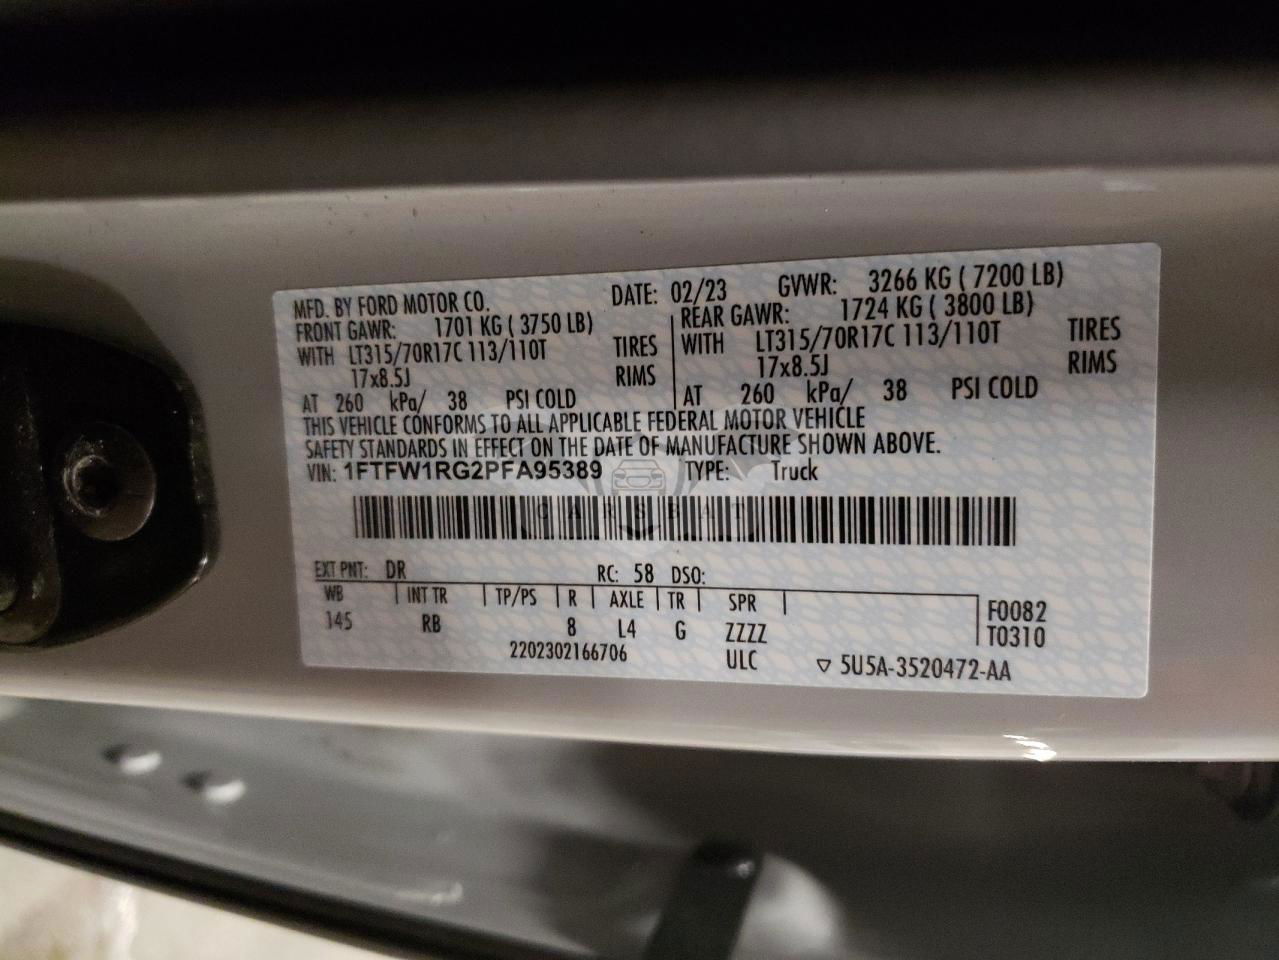 MFD. BY FORD MOTOR CO. DATE: 02/23 GVWR: 3266 KG ( 7200 LB)
FRONT GAWR: 1701 KG ( 3750 LB) REAR GAWR: 1724 KG ( 3800 LB)
WITH LT315/70R17C 113/110T TIRES WITH LT315/70R17C 113/110T TIRES
17x8.5J RIMS 17x8.5J RIMS
AT 260 kPa/ 38 PSI COLD AT 260 kPa/ 38 PSI COLD
THIS VEHICLE CONFORMS TO ALL APPLICABLE FEDERAL MOTOR VEHICLE
SAFETY STANDARDS IN EFFECT ON THE DATE OF MANUFACTURE SHOWN ABOVE.
VIN: 1FTFW1RG2PFA95389 TYPE: Truck
CARSBAT
EXT PNT: DR RC: 58 DSO:
WB INT TR TP/PS R AXLE TR SPR F0082
145 RB 8 L4 G ZZZZ T0310
2202302166706 ULC ▽ 5U5A-3520472-AA